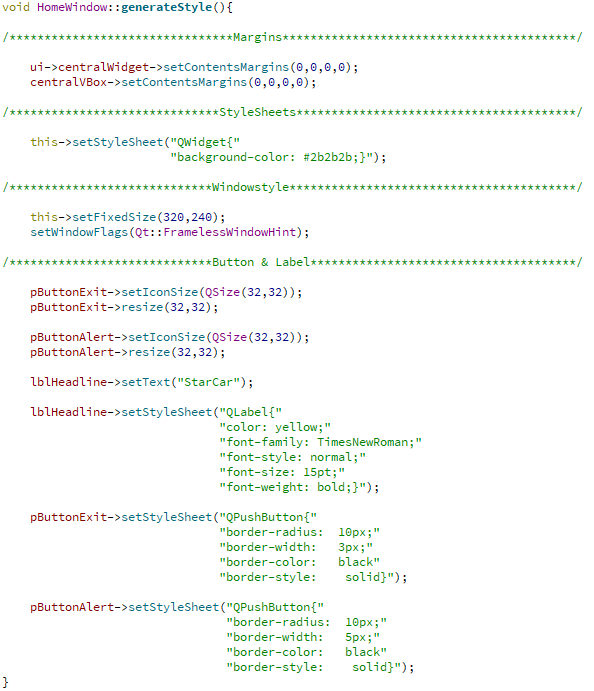 void HomeWindow::generateStyle(){
/********************************Margins******************************************/
ui->centralWidget->setContentsMargins(0,0,0,0);
centralVBox->setContentsMargins(0,0,0,0);
/******************************StyleSheets****************************************/
this->setStyleSheet("QWidget{"
"background-color: #2b2b2b;}");
/*****************************Windowstyle*****************************************/
this->setFixedSize(320,240);
setWindowFlags(Qt::FramelessWindowHint);
/*****************************Button & Label**************************************/
pButtonExit->setIconSize(QSize(32,32));
pButtonExit->resize(32,32);
pButtonAlert->setIconSize(QSize(32,32));
pButtonAlert->resize(32,32);
lblHeadline->setText("StarCar");
lblHeadline->setStyleSheet("QLabel{"
"color: yellow;"
"font-family: TimesNewRoman;"
"font-style: normal;"
"font-size: 15pt;"
"font-weight: bold;}");
pButtonExit->setStyleSheet("QPushButton{"
"border-radius:  10px;"
"border-width:   3px;"
"border-color:   black"
"border-style:    solid}");
pButtonAlert->setStyleSheet("QPushButton{"
"border-radius:  10px;"
"border-width:   5px;"
"border-color:   black"
"border-style:    solid}");
}